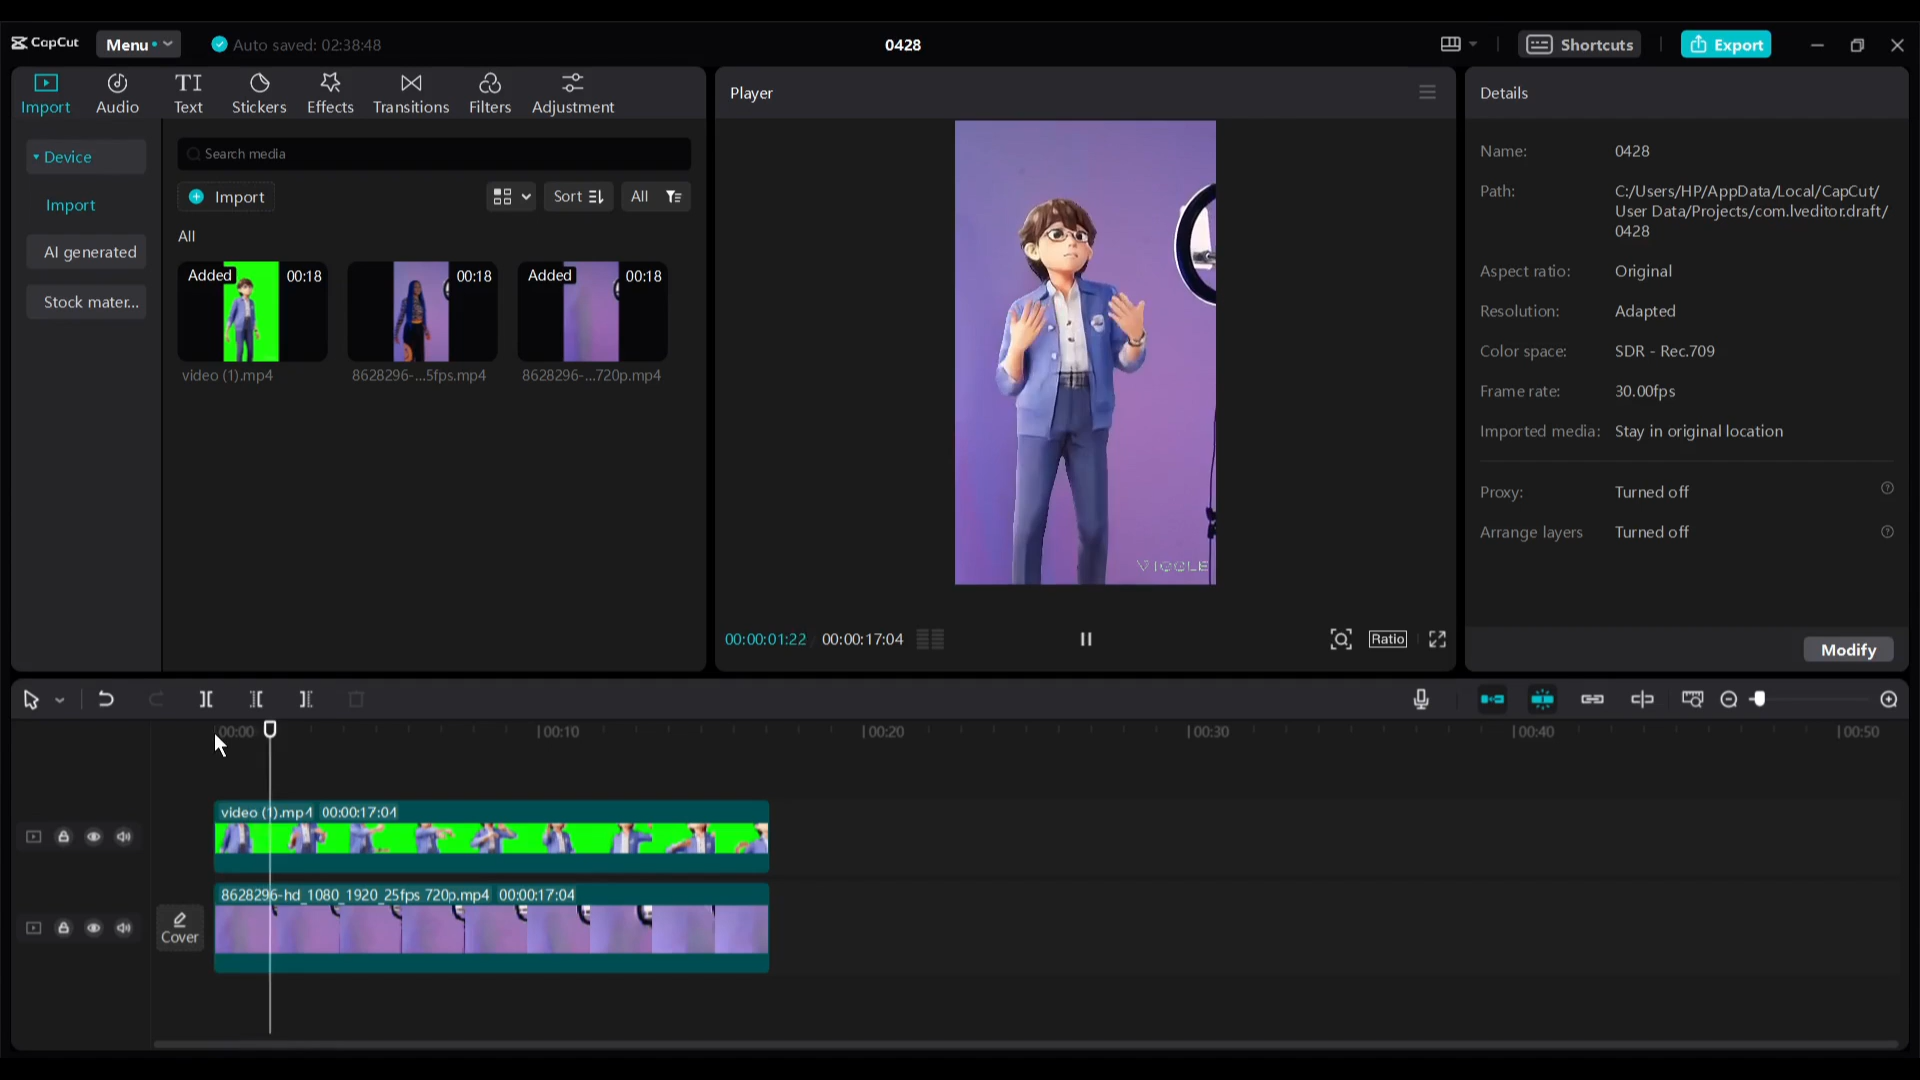 CapCut
Menu
Auto saved: 02:38:48
0428
Shortcuts
Export
Import
Audio
TI
Text
Stickers
Effects
Transitions
Filters
Adjustment
Player
Details
Device
Import
AI generated
Stock mater...
Search media
Import
Sort
All
All
Added
00:18
00:18
Added
00:18
video (1).mp4
8628296-...5fps.mp4
8628296-...720p.mp4
VIGGLE
00:00:01:22
00:00:17:04
Ratio
Name:
0428
Path:
C:/Users/HP/AppData/Local/CapCut/
User Data/Projects/com.lveditor.draft/
0428
Aspect ratio:
Original
Resolution:
Adapted
Color space:
SDR - Rec.709
Frame rate:
30.00fps
Imported media:
Stay in original location
Proxy:
Turned off
Arrange layers
Turned off
Modify
00:00
00:10
00:20
00:30
00:40
00:50
video (1).mp4 00:00:17:04
8628296-hd_1080_1920_25fps 720p.mp4 00:00:17:04
Cover